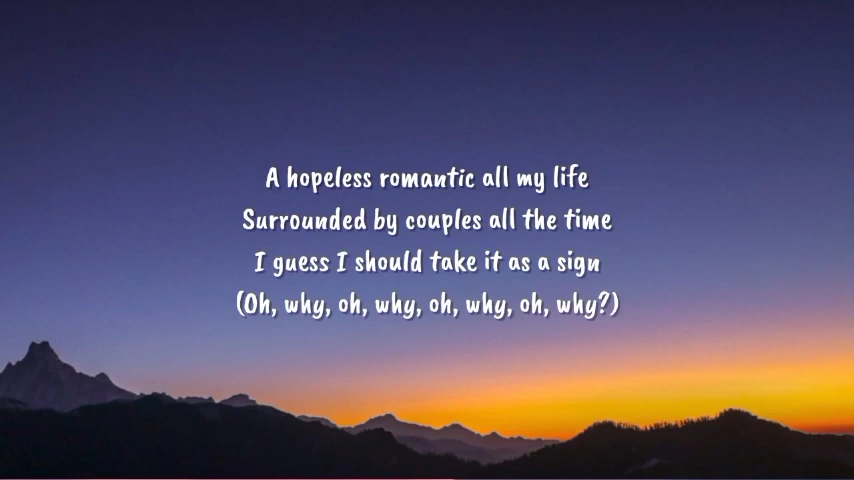 A hopeless romantic all my life
Surrounded by couples all the time
I guess I should take it as a sign
(Oh, why, oh, why, oh, why, oh, why?)